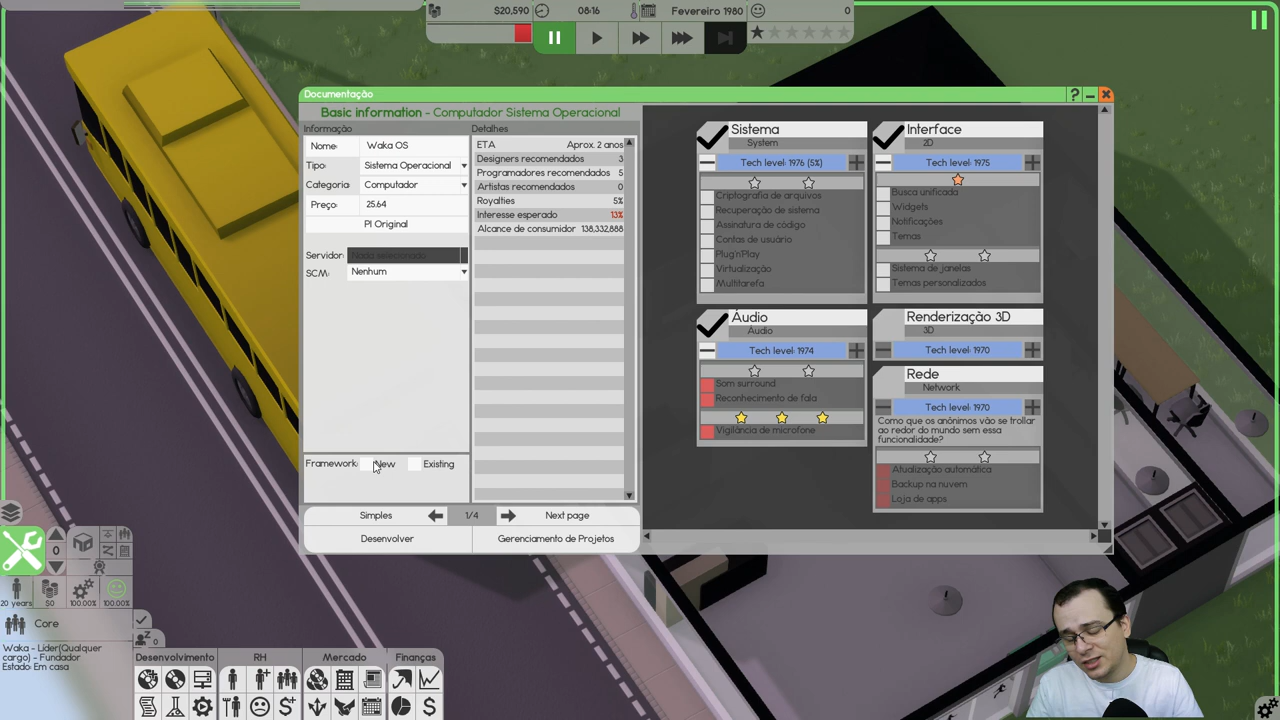 $20,590
08:16
Fevereiro 1980
0
Documentação
?
Basic information - Computador Sistema Operacional
Informação
Nome: Waka OS
Tipo: Sistema Operacional
Categoria: Computador
Preço: 25.64
PI Original
Servidor: Nada selecionado
SCM: Nenhum
Framework: New Existing
Detalhes
ETA Aprox. 2 anos
Designers recomendados 3
Programadores recomendados 5
Artistas recomendados 0
Royalties 5%
Interesse esperado 13%
Alcance de consumidor 138,332,888
Simples 1/4 Next page
Desenvolver Gerenciamento de Projetos
Sistema
System
Tech level: 1976 (5%)
Criptografia de arquivos
Recuperação de sistema
Assinatura de código
Contas de usuário
Plug'n'Play
Virtualização
Multitarefa
Interface
2D
Tech level: 1975
Busca unificada
Widgets
Notificações
Temas
Sistema de janelas
Temas personalizados
Áudio
Áudio
Tech level: 1974
Som surround
Reconhecimento de fala
Vigilância de microfone
Renderização 3D
3D
Tech level: 1970
Rede
Network
Tech level: 1970
Como que os anônimos vão se trollar
ao redor do mundo sem essa
funcionalidade?
Atualização automática
Backup na nuvem
Loja de apps
0
20 years $0 100.00% 100.00%
Core
Z 0
Waka - Líder(Qualquer
cargo) - Fundador
Estado: Em casa
Desenvolvimento RH Mercado Finanças